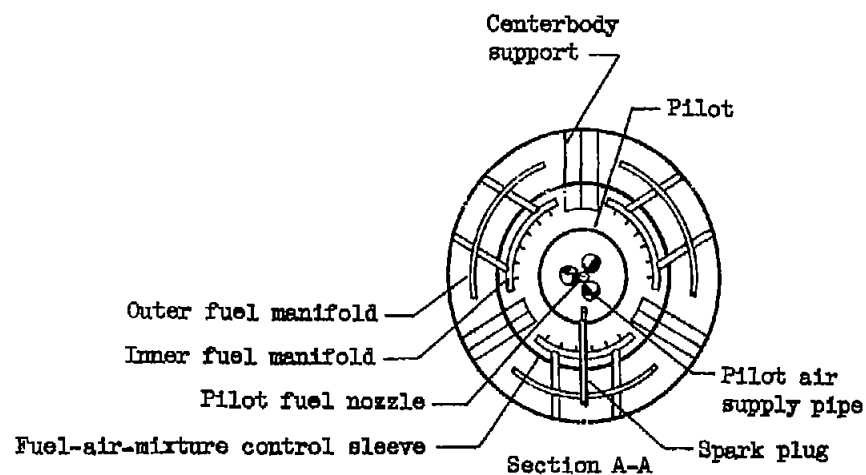 Centerbody
support
Pilot
Outer fuel manifold
Inner fuel manifold
Pilot fuel nozzle
Fuel-air-mixture control sleeve
Pilot air
supply pipe
Spark plug
Section A-A